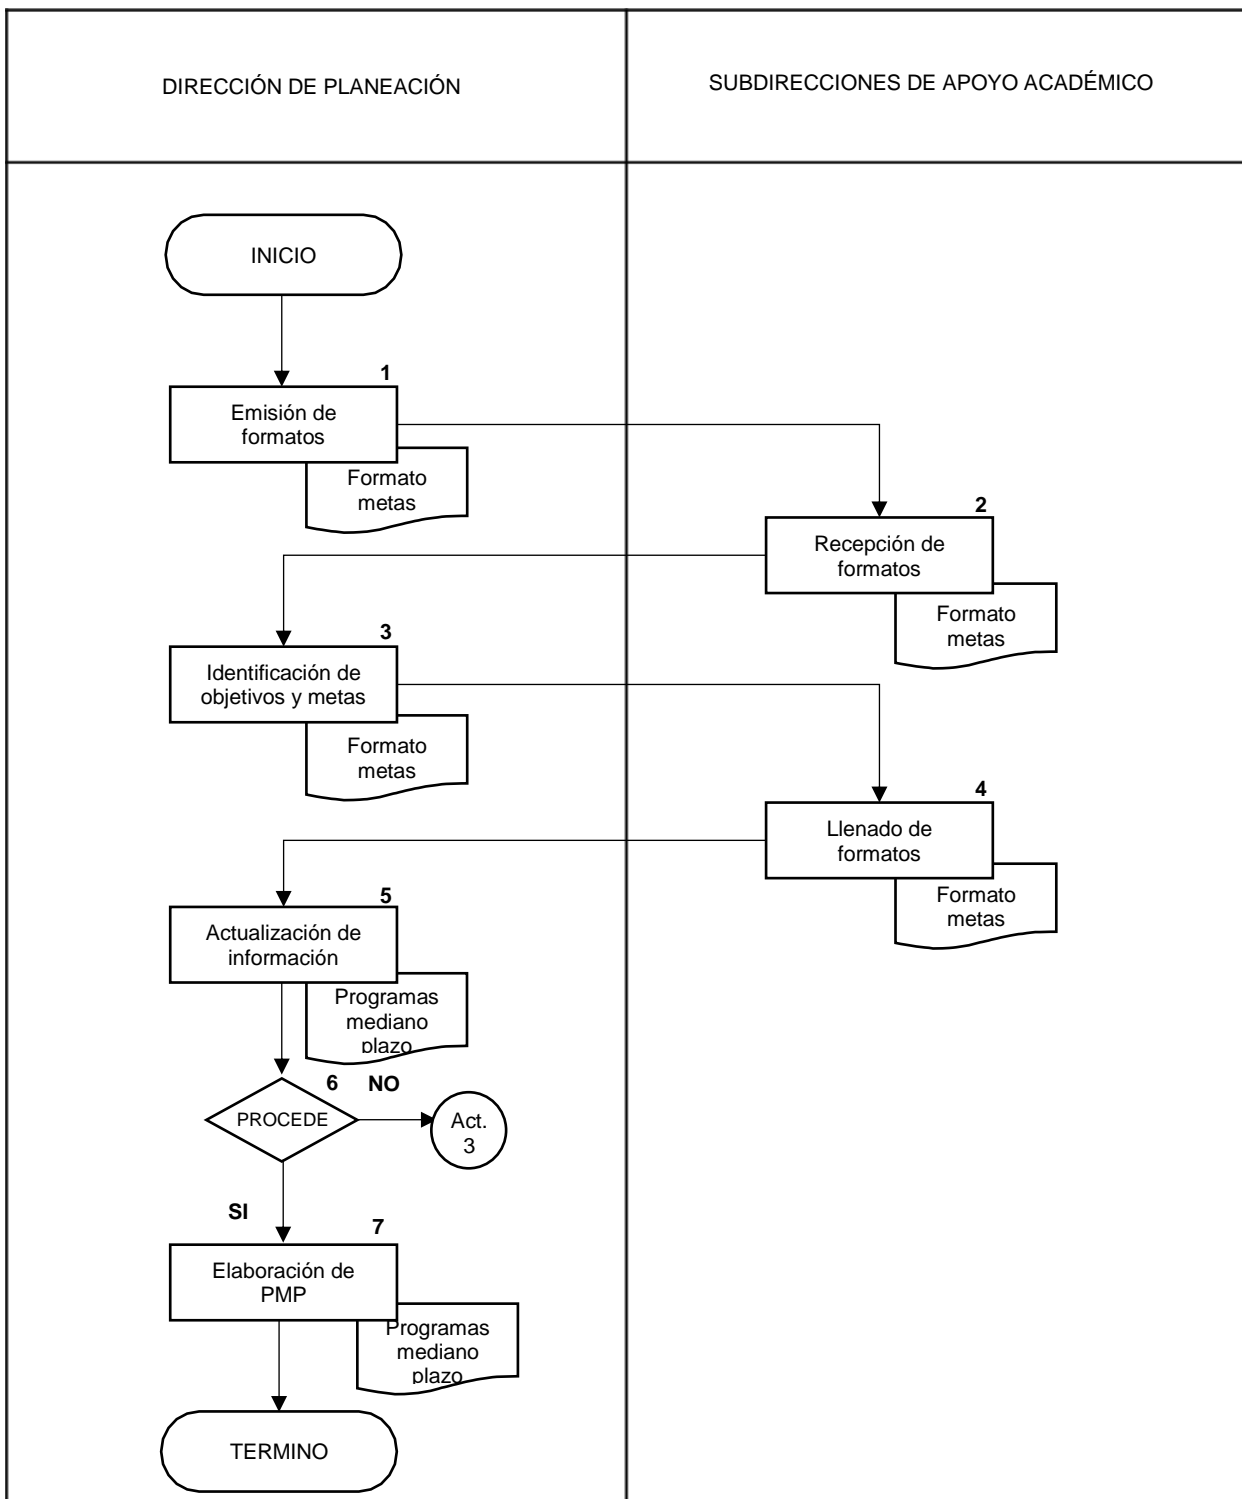 DIRECCIÓN DE PLANEACIÓN
SUBDIRECCIONES DE APOYO ACADÉMICO
INICIO
1
Emisión de
formatos
Formato
metas
2
Recepción de
formatos
Formato
metas
3
Identificación de
objetivos y metas
Formato
metas
4
Llenado de
formatos
Formato
metas
5
Actualización de
información
Programas
mediano
plazo
6
NO
PROCEDE
Act.
3
SI
7
Elaboración de
PMP
Programas
mediano
plazo
TERMINO